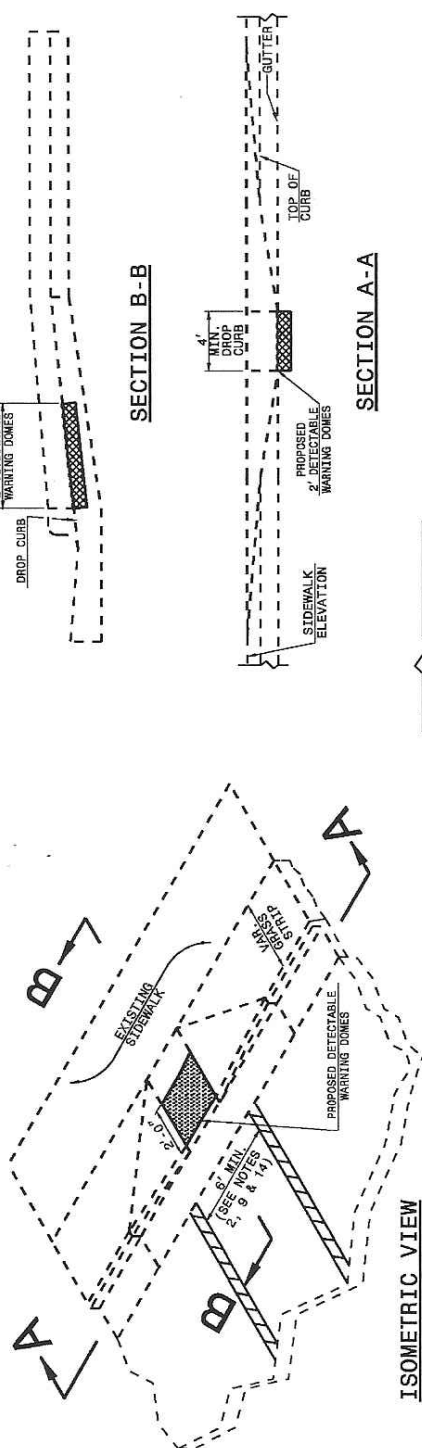 B
B
A
A
EXISTING
SIDEWALK
VAR.
GRASS
STRIP
2'-0"
6' MIN.
(SEE NOTES
2, 9 & 14)
PROPOSED DETECTABLE
WARNING DOMES
ISOMETRIC VIEW
WARNING DOMES
DROP CURB
SECTION B-B
4'
MIN.
DROP
CURB
GUTTER
TOP OF
CURB
PROPOSED
2' DETECTABLE
WARNING DOMES
SIDEWALK
ELEVATION
SECTION A-A